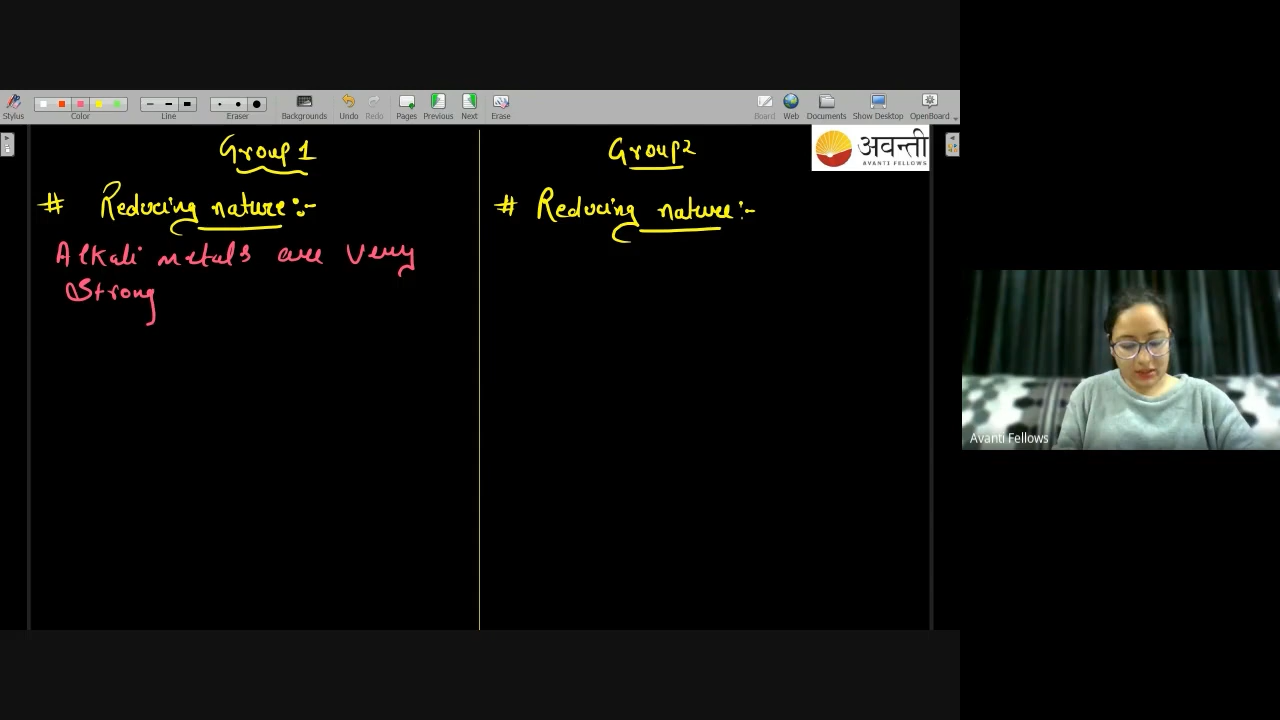 Stylus
Color
Line
Eraser
Backgrounds
Undo
Redo
Pages
Previous
Next
Erase
Board
Web
Documents
Show Desktop
OpenBoard
Group 1
# Reducing nature :-
Alkali metals are very
Strong
Group 2
# Reducing nature :-
अवन्ती
AVANTI FELLOWS
Avanti Fellows